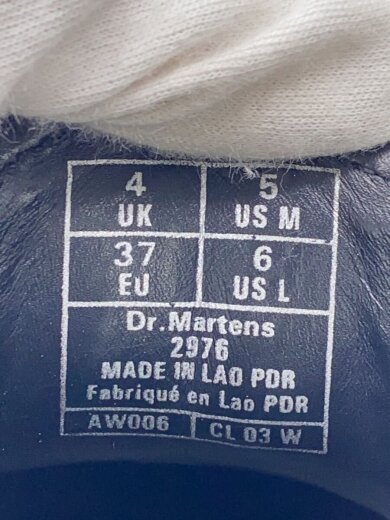 4 5
UK US M
37 6
EU US L
Dr.Martens
2976
MADE IN LAO PDR
Fabriqué en Lao PDR
AW006 CL 03 W